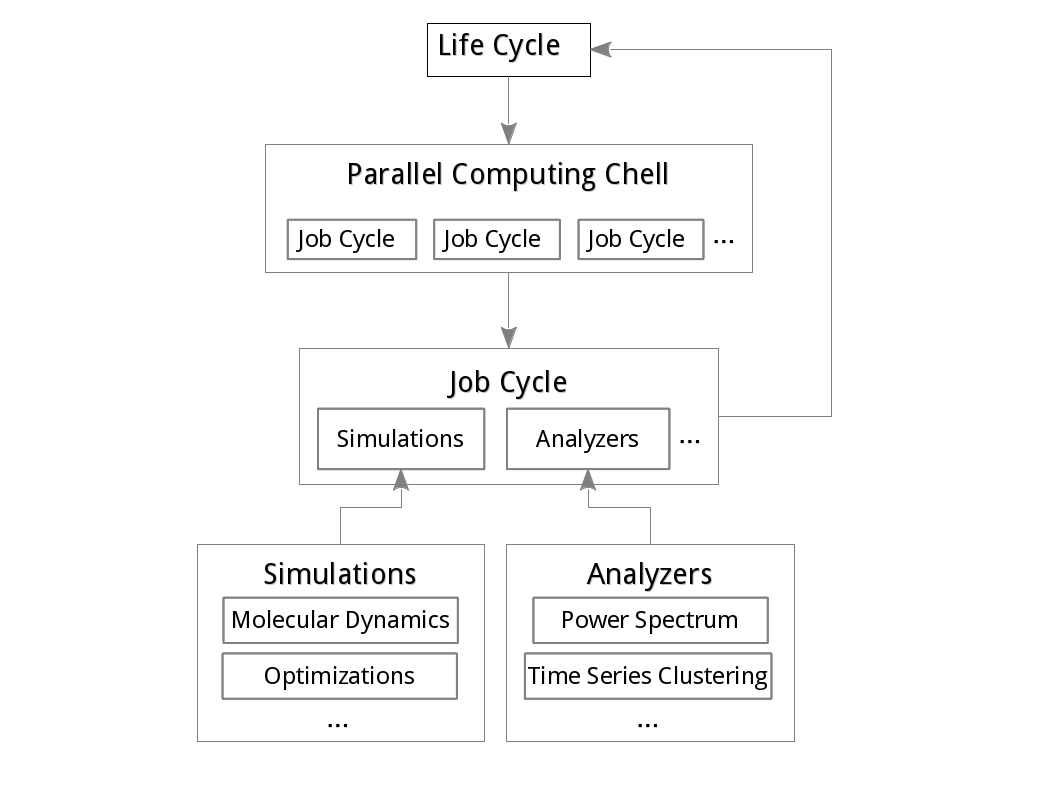 Life Cycle
Parallel Computing Chell
Job Cycle Job Cycle Job Cycle ...
Job Cycle
Simulations Analyzers ...
Simulations
Molecular Dynamics
Optimizations
...
Analyzers
Power Spectrum
Time Series Clustering
...